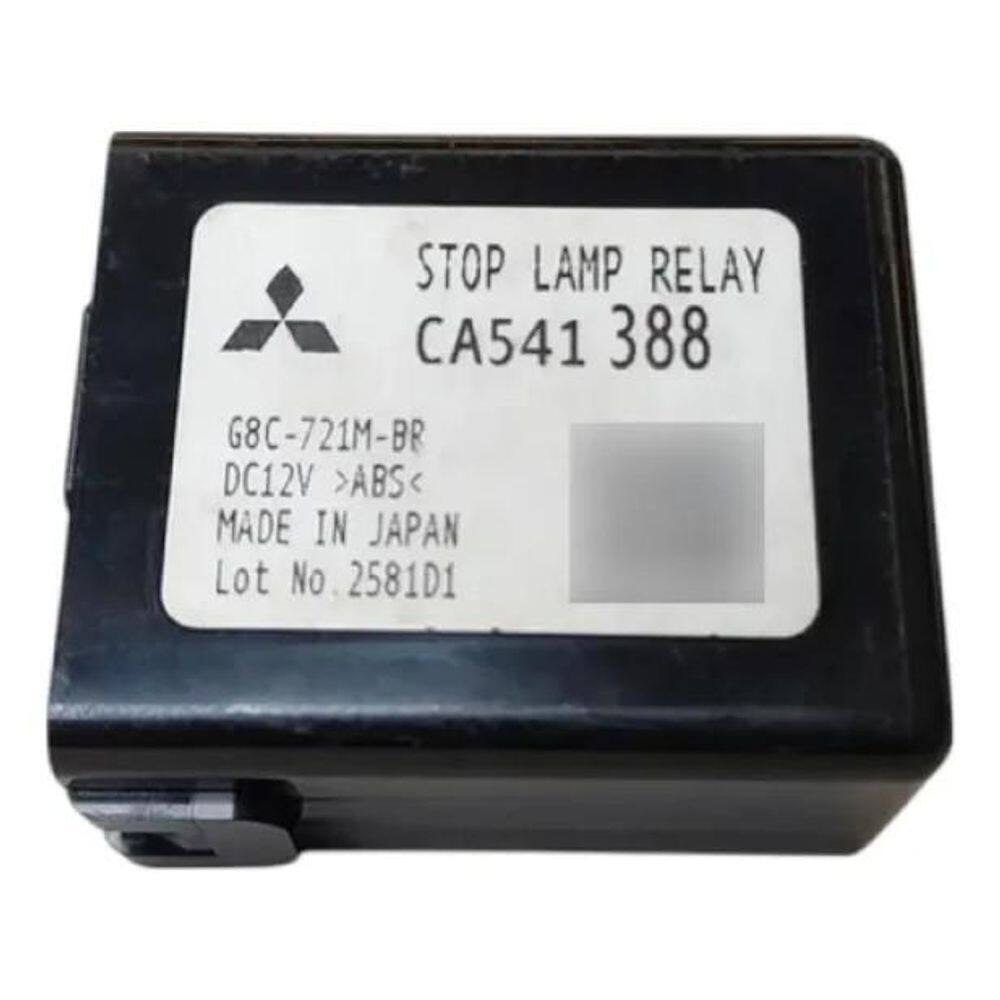 STOP LAMP RELAY
CA541 388
G8C-721M-BR
DC12V >ABS<
MADE IN JAPAN
Lot No.2581D1